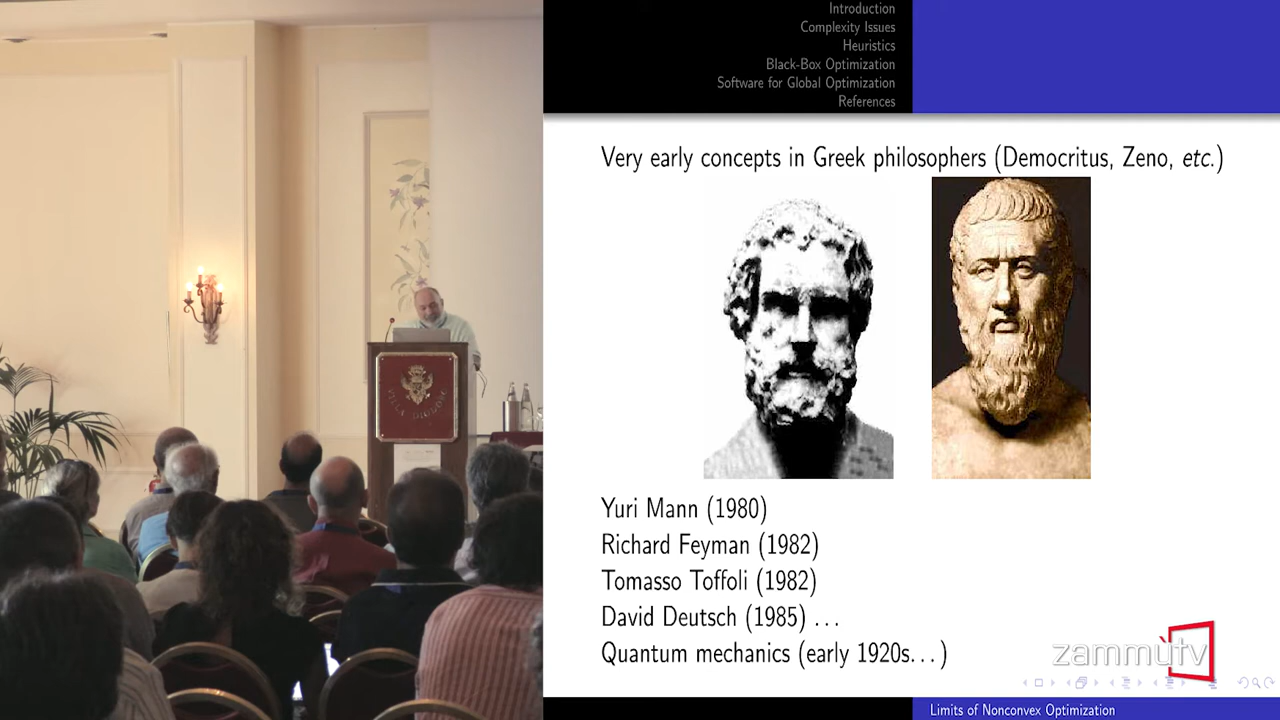 Introduction
Complexity Issues
Heuristics
Black-Box Optimization
Software for Global Optimization
References
Very early concepts in Greek philosophers (Democritus, Zeno, etc.)
Yuri Mann (1980)
Richard Feyman (1982)
Tomasso Toffoli (1982)
David Deutsch (1985) ...
Quantum mechanics (early 1920s...)
zammùtv
Limits of Nonconvex Optimization